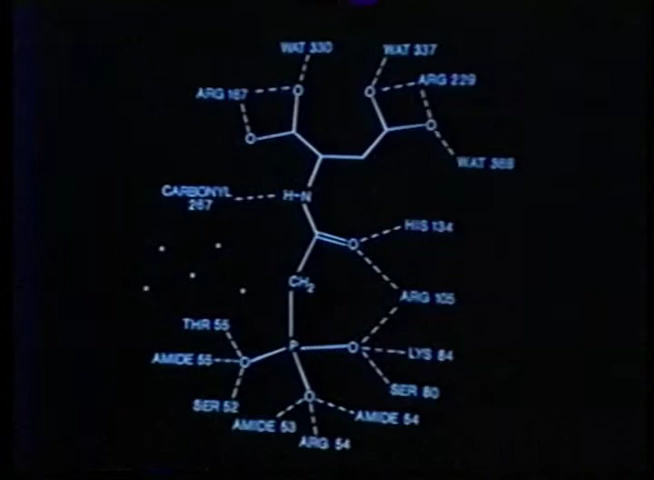 WAT 330
WAT 337
ARG 167
O
O
ARG 229
O
O
WAT 388
CARBONYL
267
H-N
HIS 134
O
CH2
ARG 105
THR 55
AMIDE 55
O
P
O
LYS 84
SER 80
SER 52
O
AMIDE 53
AMIDE 54
ARG 54